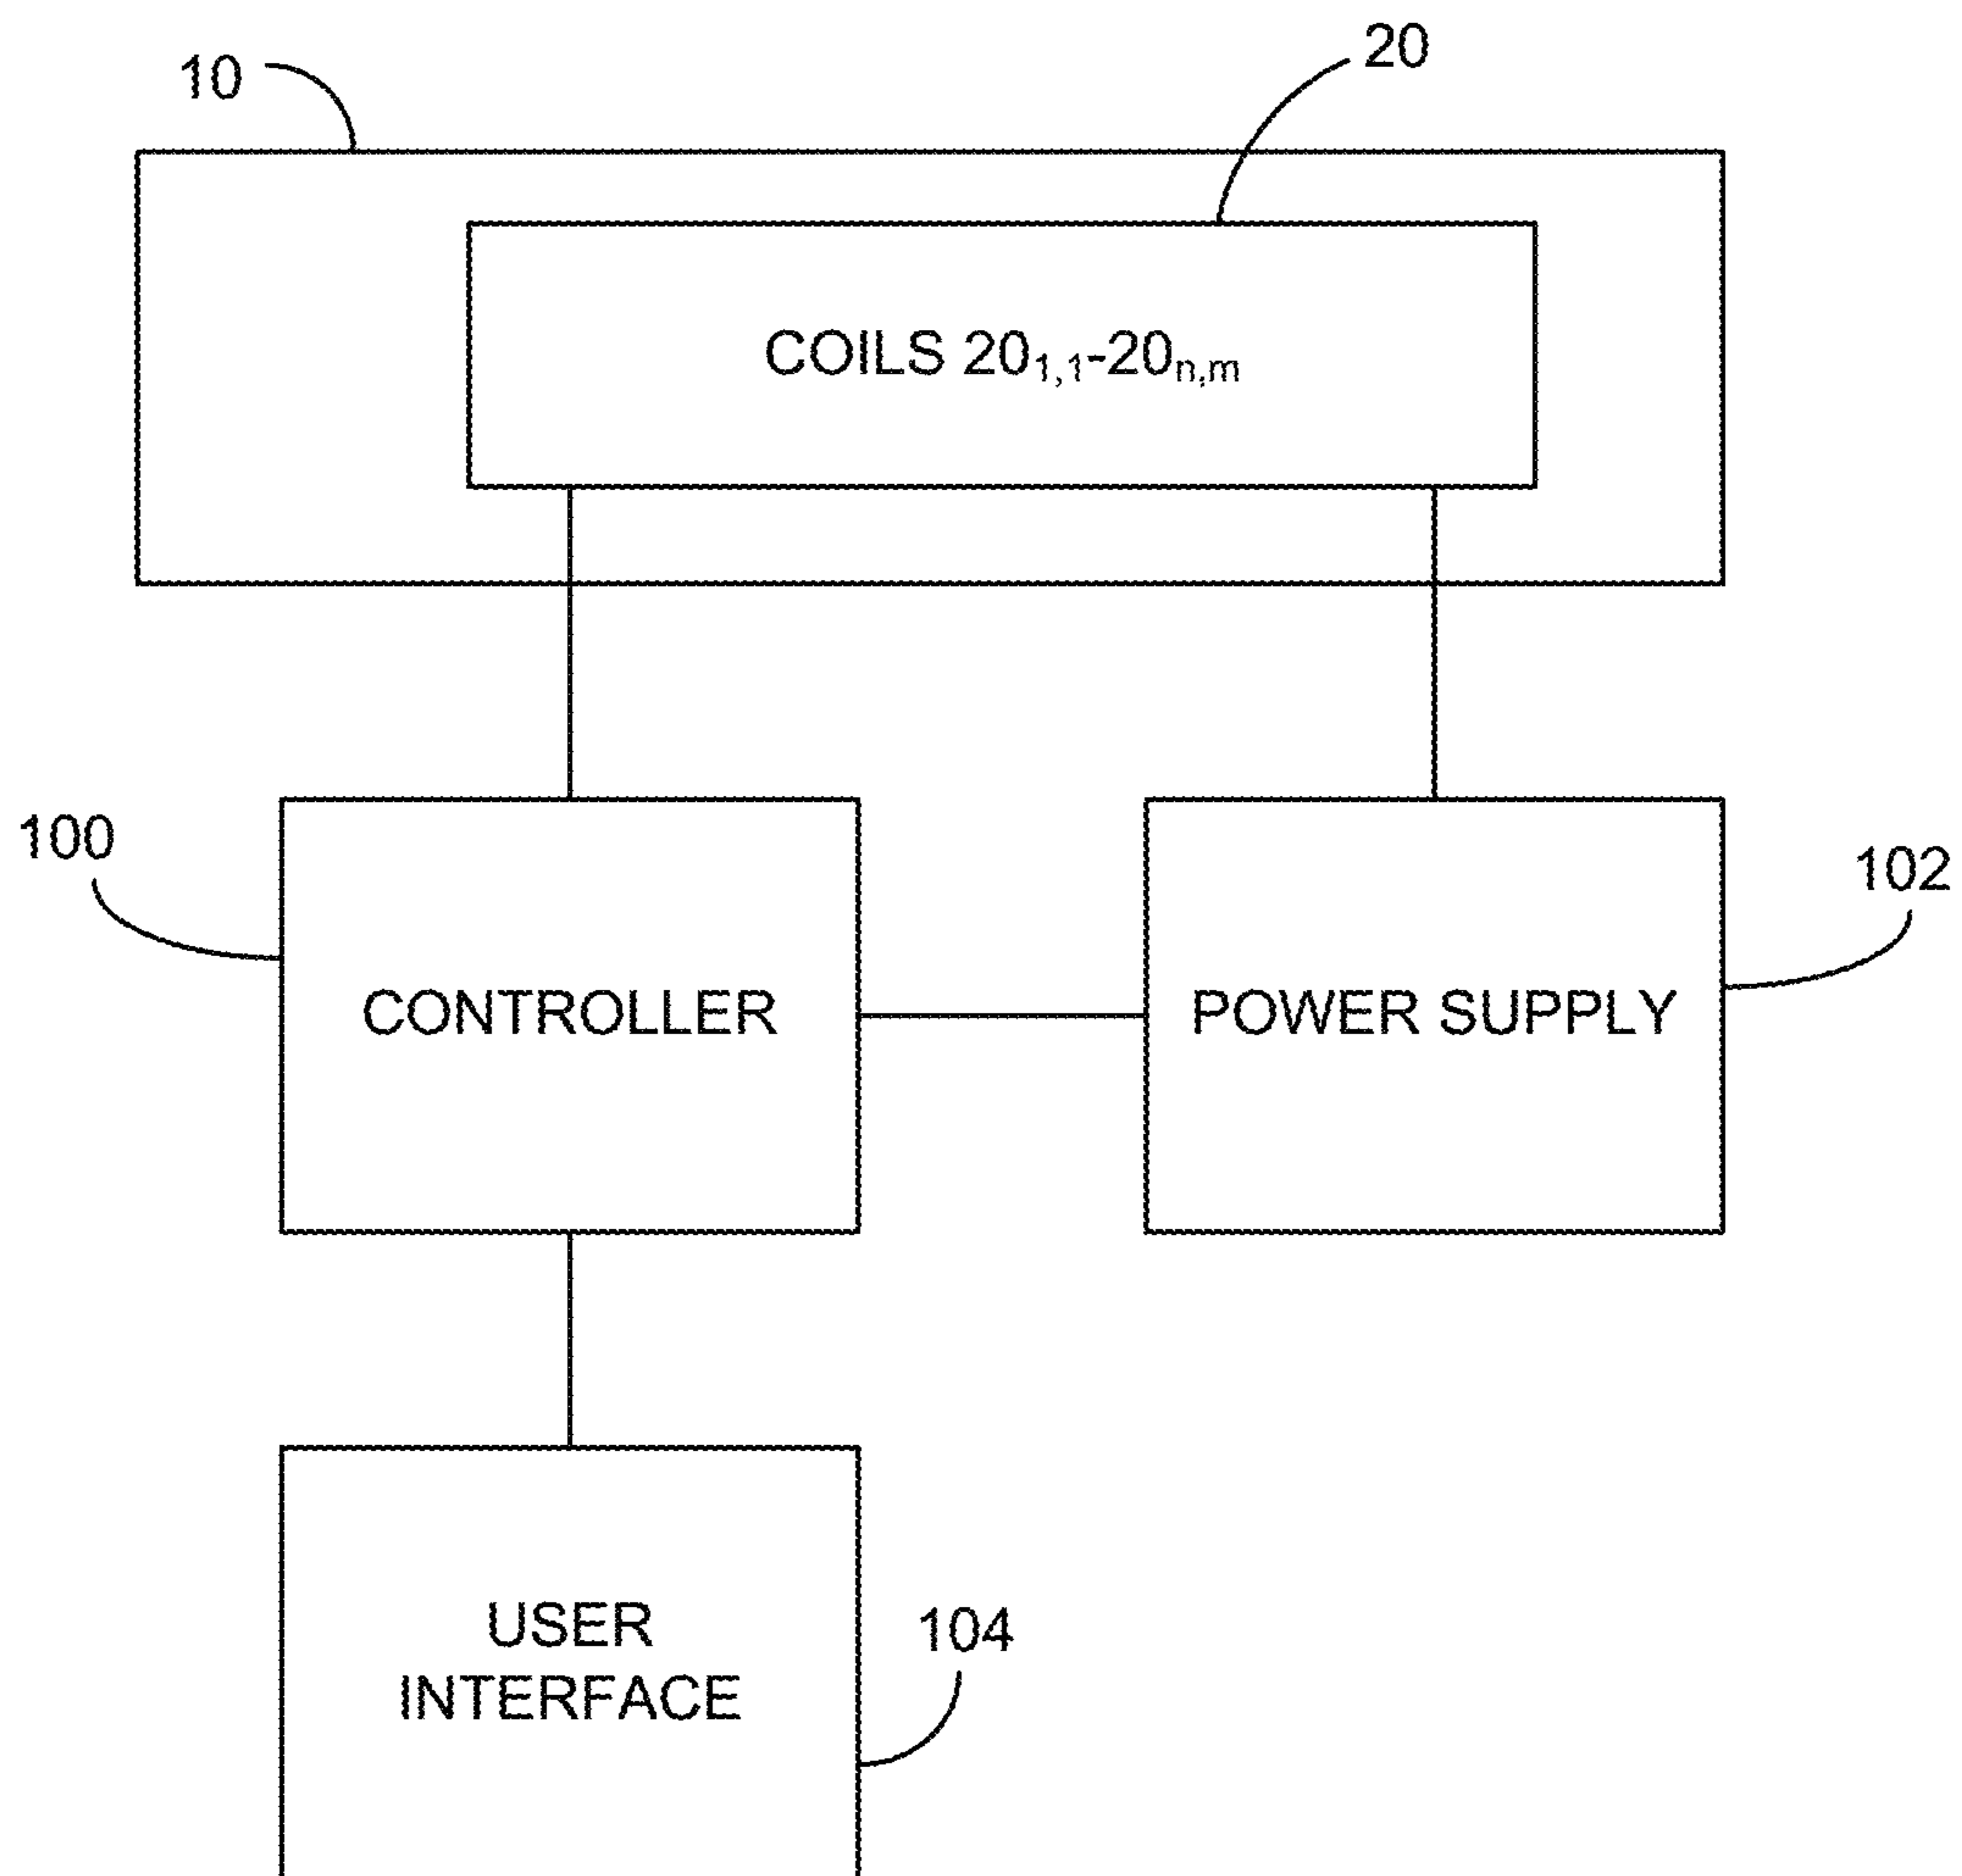 10
20
COILS 20₁,₁-20ₙ,ₘ
100
102
CONTROLLER
POWER SUPPLY
USER
INTERFACE
104